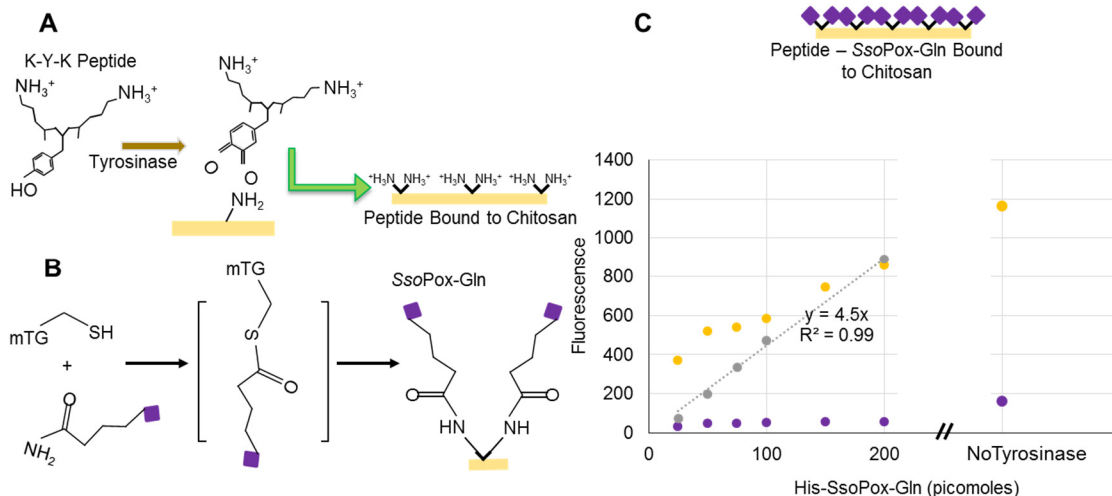 A
K-Y-K Peptide
NH3+
NH3+
HO
Tyrosinase
NH3+
NH3+
O
O
NH2
+H3N NH3+ +H3N NH3+ +H3N NH3+
Peptide Bound to Chitosan
B
mTG
SH
+
O
NH2
mTG
S
O
SsoPox-Gln
O
O
NH
NH
C
Peptide – SsoPox-Gln Bound
to Chitosan
Fluorescensce
1400
1200
1000
800
600
400
200
0
y = 4.5x
R² = 0.99
0
100
200
//
NoTyrosinase
His-SsoPox-Gln (picomoles)